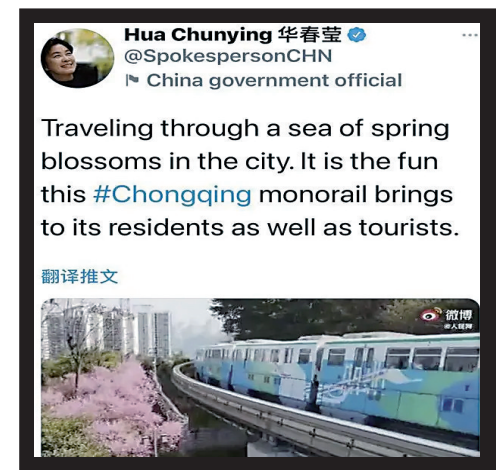 Hua Chunying 华春莹
@SpokespersonCHN
China government official
Traveling through a sea of spring
blossoms in the city. It is the fun
this #Chongqing monorail brings
to its residents as well as tourists.
翻译推文
微博